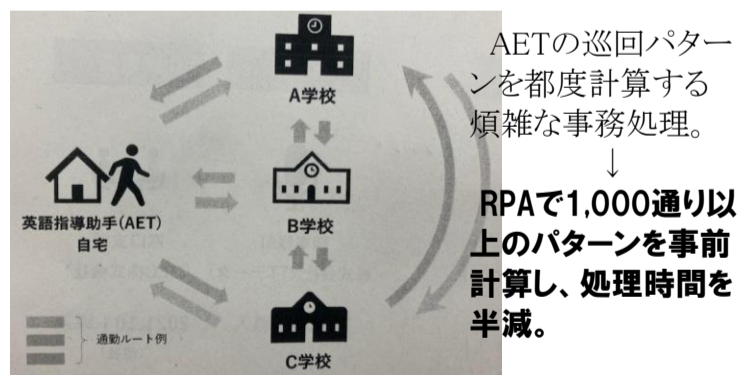 A学校
英語指導助手(AET)
自宅
B学校
C学校
通勤ルート例
AETの巡回パター
ンを都度計算する
煩雑な事務処理。
↓
RPAで1,000通り以
上のパターンを事前
計算し、処理時間を
半減。